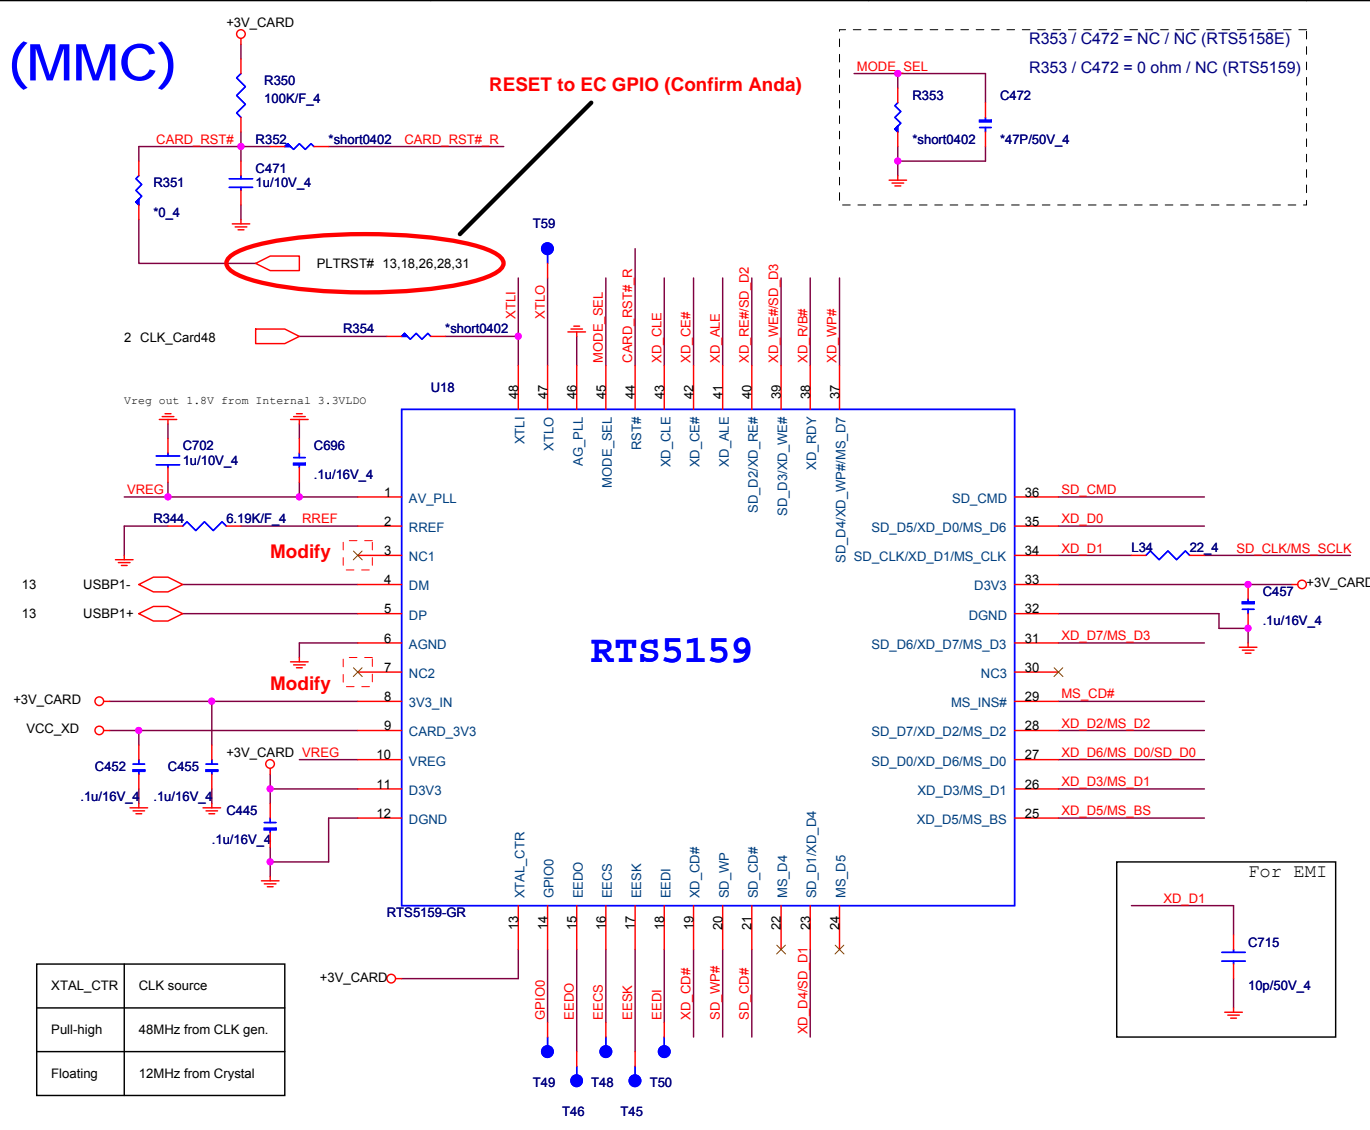 (MMC)
+3V_CARD
R350
100K/F_4
CARD_RST#
R352
*short0402
CARD_RST#_R
R351
*0_4
C471
1u/10V_4
PLTRST# 13,18,26,28,31
RESET to EC GPIO (Confirm Anda)
R353 / C472 = NC / NC (RTS5158E)
R353 / C472 = 0 ohm / NC (RTS5159)
MODE_SEL
R353
*short0402
C472
*47P/50V_4
T59
2 CLK_Card48
R354
*short0402
XTLI
XTLO
MODE_SEL
CARD_RST#_R
XD_CLE
XD_CE#
XD_ALE
XD_RE#/SD_D2
XD_WE#/SD_D3
XD_R/B#
XD_WP#
U18
48
47
46
45
44
43
42
41
40
39
38
37
XTLI
XTLO
AG_PLL
MODE_SEL
RST#
XD_CLE
XD_CE#
XD_ALE
SD_D2/XD_RE#
SD_D3/XD_WE#
XD_RDY
SD_D4/XD_WP#/MS_D7
Vreg out 1.8V from Internal 3.3VLDO
C702
1u/10V_4
C696
.1u/16V_4
VREG
1 AV_PLL
R344
6.19K/F_4
RREF
2 RREF
Modify
3 NC1
13 USBP1-
4 DM
13 USBP1+
5 DP
6 AGND
Modify
7 NC2
+3V_CARD
8 3V3_IN
VCC_XD
9 CARD_3V3
+3V_CARD
VREG
10 VREG
11 D3V3
12 DGND
C452
.1u/16V_4
C455
.1u/16V_4
C445
.1u/16V_4
RTS5159
SD_CMD 36 SD_CMD
SD_D5/XD_D0/MS_D6 35 XD_D0
SD_CLK/XD_D1/MS_CLK 34 XD_D1
L34
22_4
SD_CLK/MS_SCLK
D3V3 33
+3V_CARD
C457
.1u/16V_4
DGND 32
SD_D6/XD_D7/MS_D3 31 XD_D7/MS_D3
NC3 30
MS_INS# 29 MS_CD#
SD_D7/XD_D2/MS_D2 28 XD_D2/MS_D2
SD_D0/XD_D6/MS_D0 27 XD_D6/MS_D0/SD_D0
XD_D3/MS_D1 26 XD_D3/MS_D1
XD_D5/MS_BS 25 XD_D5/MS_BS
XTAL_CTR
GPIO0
EEDO
EECS
EESK
EEDI
XD_CD#
SD_WP
SD_CD#
MS_D4
SD_D1/XD_D4
MS_D5
RTS5159-GR
13
14
15
16
17
18
19
20
21
22
23
24
+3V_CARD
GPIO0
EEDO
EECS
EESK
EEDI
XD_CD#
SD_WP#
SD_CD#
XD_D4/SD_D1
T49
T46
T48
T45
T50
XTAL_CTR CLK source
Pull-high 48MHz from CLK gen.
Floating 12MHz from Crystal
For EMI
XD_D1
C715
10p/50V_4